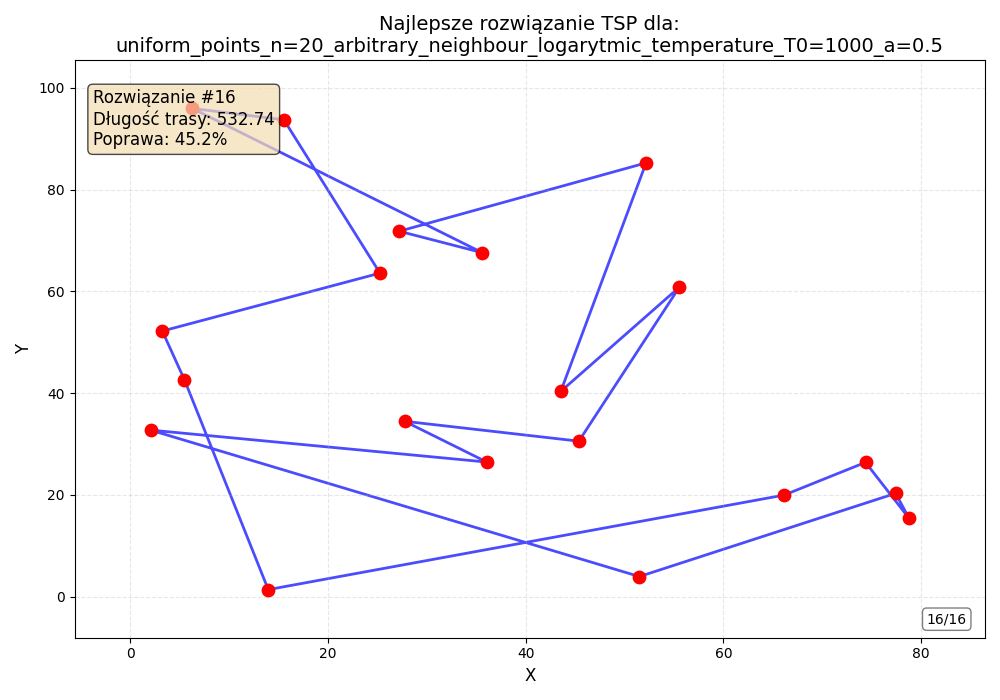 Najlepsze rozwiązanie TSP dla:
uniform_points_n=20_arbitrary_neighbour_logarytmic_temperature_T0=1000_a=0.5
Rozwiązanie #16
Długość trasy: 532.74
Poprawa: 45.2%
100
80
60
40
20
0
Y
0 20 40 60 80
X
16/16